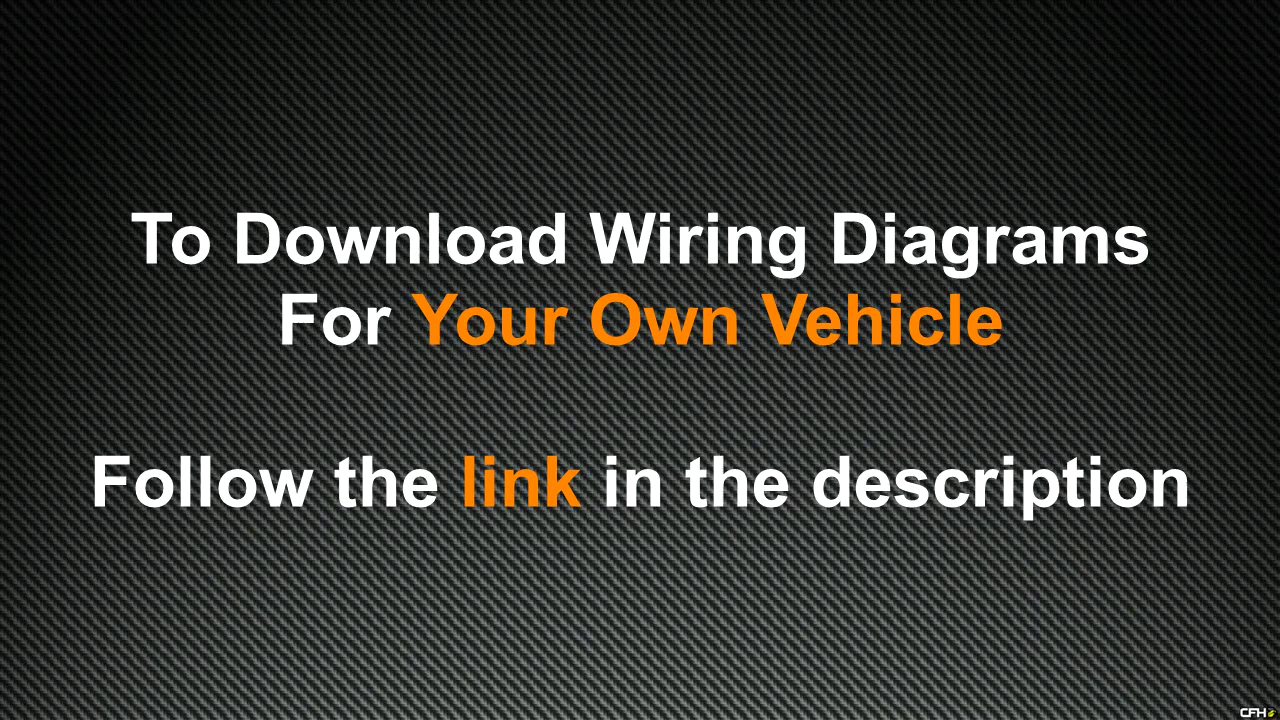 To Download Wiring Diagrams
For Your Own Vehicle
Follow the link in the description
CFH